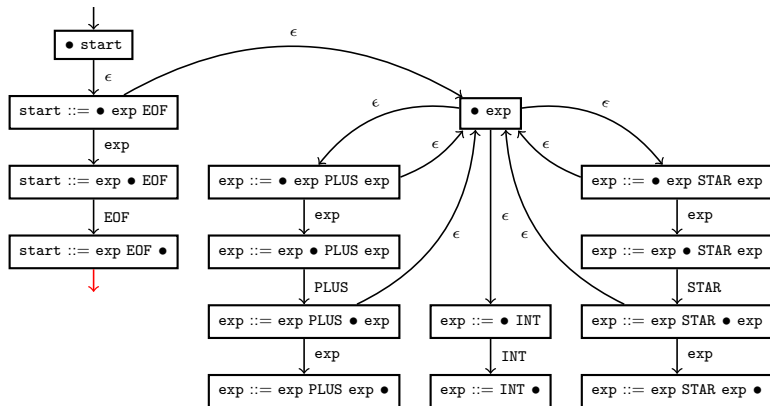 ● start
ϵ
ϵ
start ::= ● exp EOF
● exp
ϵ
ϵ
exp
ϵ
ϵ
start ::= exp ● EOF
exp ::= ● exp PLUS exp
exp ::= ● exp STAR exp
EOF
exp
ϵ
exp
start ::= exp EOF ●
exp ::= exp ● PLUS exp
ϵ
ϵ
exp ::= exp ● STAR exp
PLUS
STAR
exp ::= exp PLUS ● exp
exp ::= ● INT
exp ::= exp STAR ● exp
exp
INT
exp
exp ::= exp PLUS exp ●
exp ::= INT ●
exp ::= exp STAR exp ●